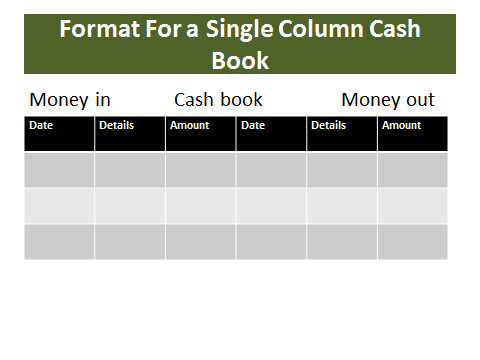 Format For a Single Column Cash
Book
Money in Cash book Money out
Date Details Amount Date Details Amount